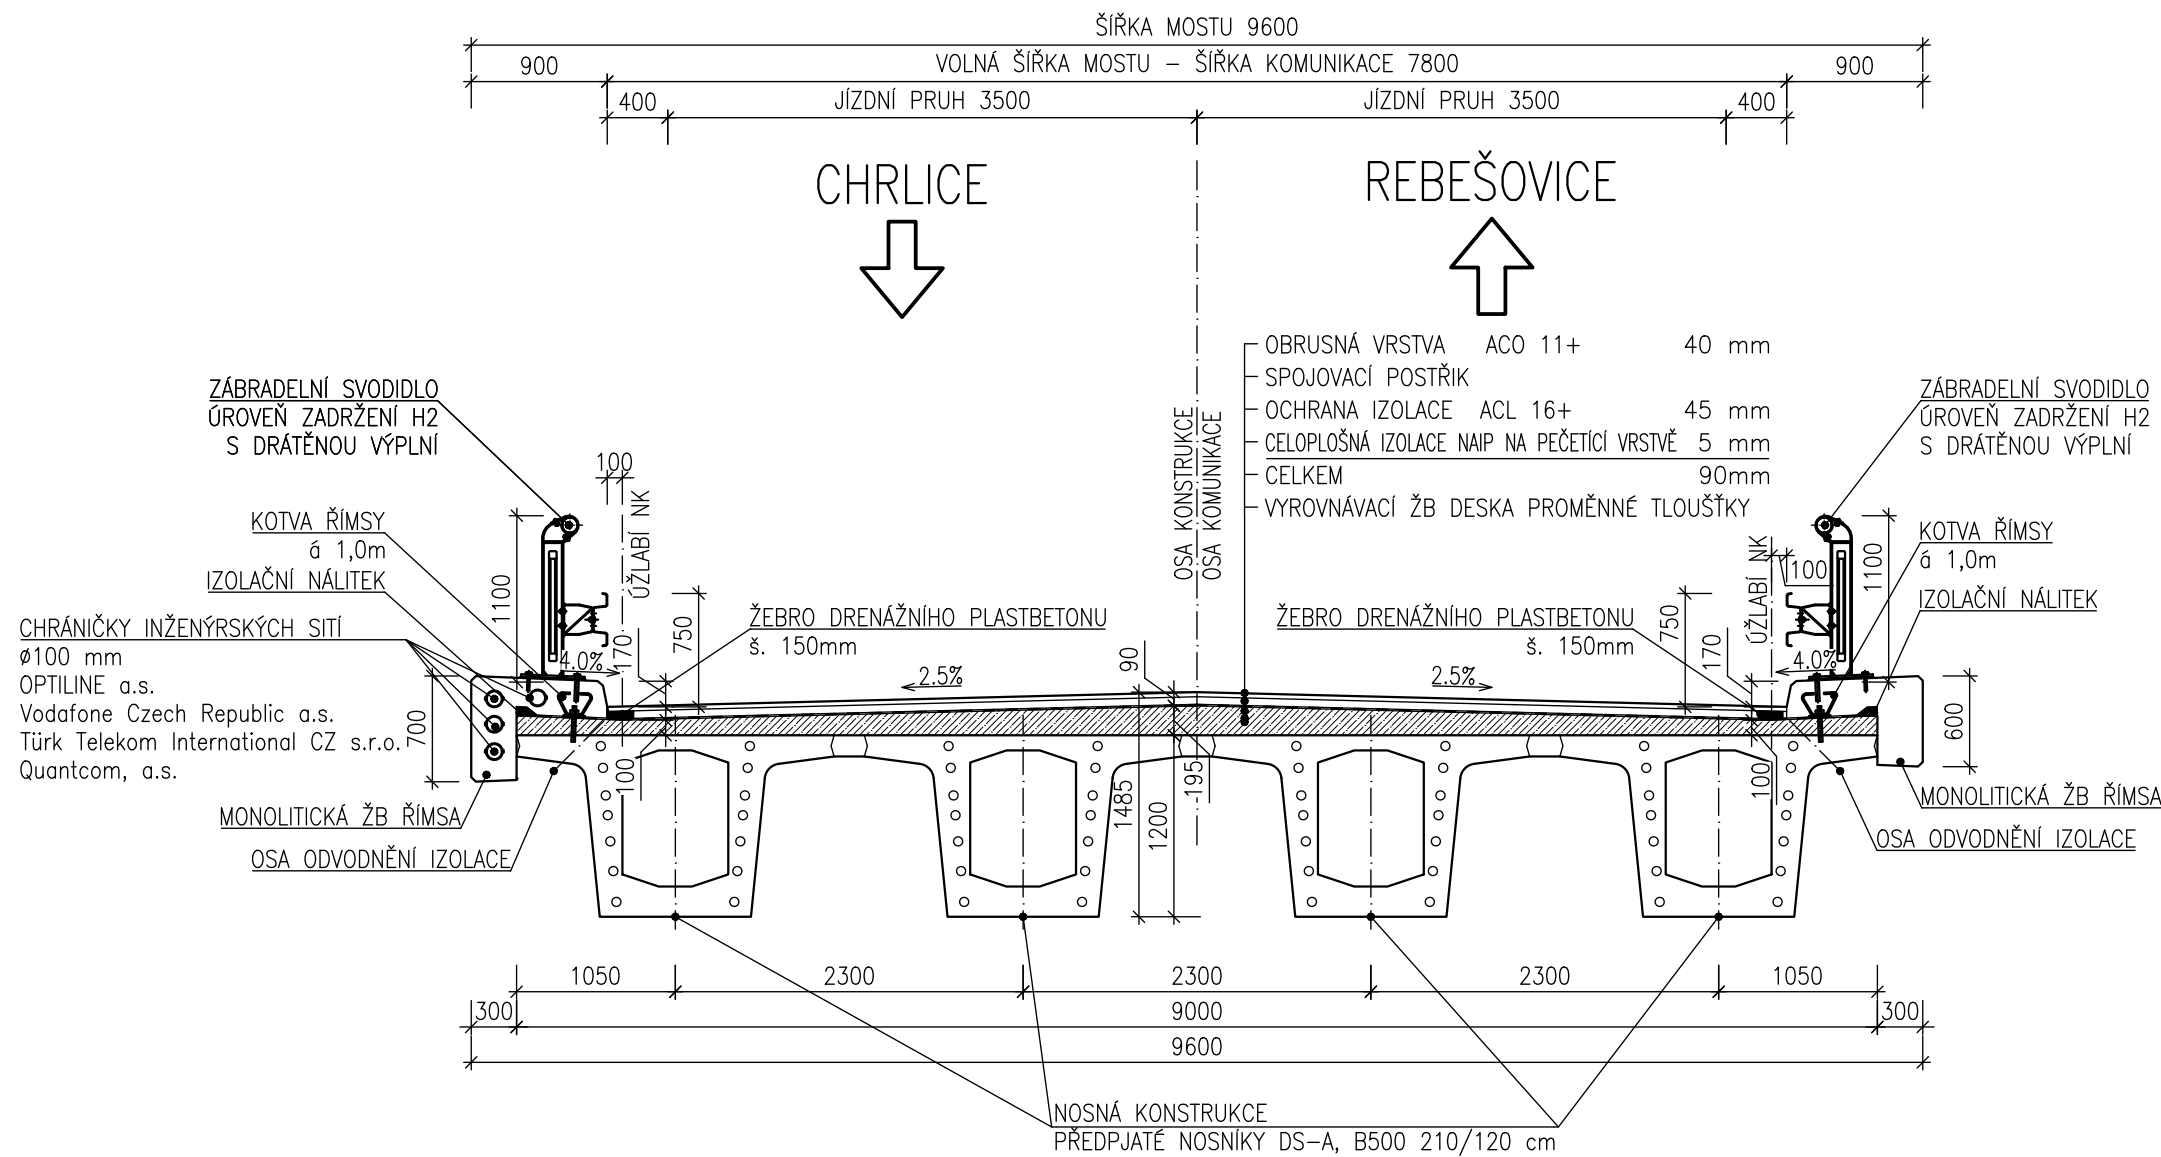 ŠÍŘKA MOSTU 9600
900
VOLNÁ ŠÍŘKA MOSTU – ŠÍŘKA KOMUNIKACE 7800
900
400
JÍZDNÍ PRUH 3500
JÍZDNÍ PRUH 3500
400
CHRLICE
REBEŠOVICE
OBRUSNÁ VRSTVA ACO 11+ 40 mm
SPOJOVACÍ POSTŘIK
OCHRANA IZOLACE ACL 16+ 45 mm
CELOPLOŠNÁ IZOLACE NAIP NA PEČETÍCÍ VRSTVĚ 5 mm
CELKEM 90mm
VYROVNÁVACÍ ŽB DESKA PROMĚNNÉ TLOUŠŤKY
OSA KONSTRUKCE
OSA KOMUNIKACE
ZÁBRADELNÍ SVODIDLO
ÚROVEŇ ZADRŽENÍ H2
S DRÁTĚNOU VÝPLNÍ
KOTVA ŘÍMSY
á 1,0m
IZOLAČNÍ NÁLITEK
CHRÁNIČKY INŽENÝRSKÝCH SITÍ
ø100 mm
OPTILINE a.s.
Vodafone Czech Republic a.s.
Türk Telekom International CZ s.r.o.
Quantcom, a.s.
MONOLITICKÁ ŽB ŘÍMSA
OSA ODVODNĚNÍ IZOLACE
700
1100
100
ÚŽLABÍ NK
4.0%
170
750
100
ŽEBRO DRENÁŽNÍHO PLASTBETONU
š. 150mm
2.5%
90
1485
1200
195
2.5%
ŽEBRO DRENÁŽNÍHO PLASTBETONU
š. 150mm
750
170
ÚŽLABÍ NK
100
4.0%
1100
100
600
ZÁBRADELNÍ SVODIDLO
ÚROVEŇ ZADRŽENÍ H2
S DRÁTĚNOU VÝPLNÍ
KOTVA ŘÍMSY
á 1,0m
IZOLAČNÍ NÁLITEK
MONOLITICKÁ ŽB ŘÍMSA
OSA ODVODNĚNÍ IZOLACE
1050
2300
2300
2300
1050
300
9000
300
9600
NOSNÁ KONSTRUKCE
PŘEDPJATÉ NOSNÍKY DS–A, B500 210/120 cm